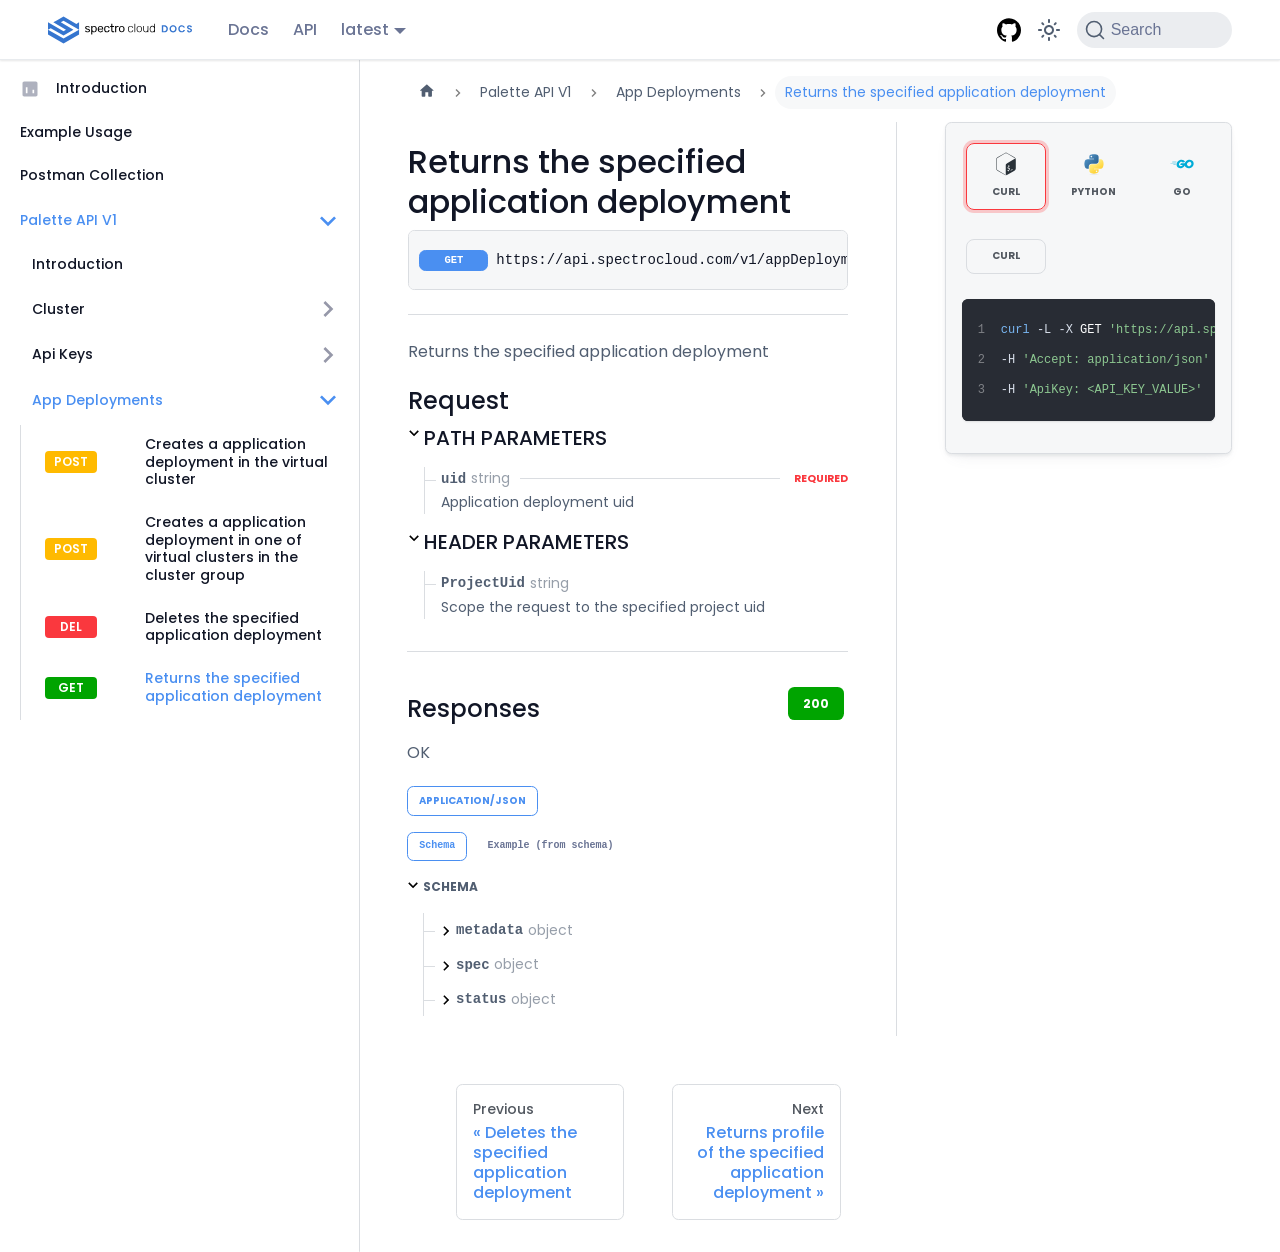 spectro cloud DOCS
Docs
API
latest
Search
Introduction
Example Usage
Postman Collection
Palette API V1
Introduction
Cluster
Api Keys
App Deployments
POST
Creates a application
deployment in the virtual
cluster
POST
Creates a application
deployment in one of
virtual clusters in the
cluster group
DEL
Deletes the specified
application deployment
GET
Returns the specified
application deployment
Palette API V1
App Deployments
Returns the specified application deployment
Returns the specified
application deployment
GET https://api.spectrocloud.com/v1/appDeploym
Returns the specified application deployment
Request
PATH PARAMETERS
uid string REQUIRED
Application deployment uid
HEADER PARAMETERS
ProjectUid string
Scope the request to the specified project uid
Responses
200
OK
APPLICATION/JSON
Schema Example (from schema)
SCHEMA
metadata object
spec object
status object
Previous
« Deletes the
specified
application
deployment
Next
Returns profile
of the specified
application
deployment »
CURL
PYTHON
GO
CURL
1 curl -L -X GET 'https://api.sp
2 -H 'Accept: application/json'
3 -H 'ApiKey: <API_KEY_VALUE>'